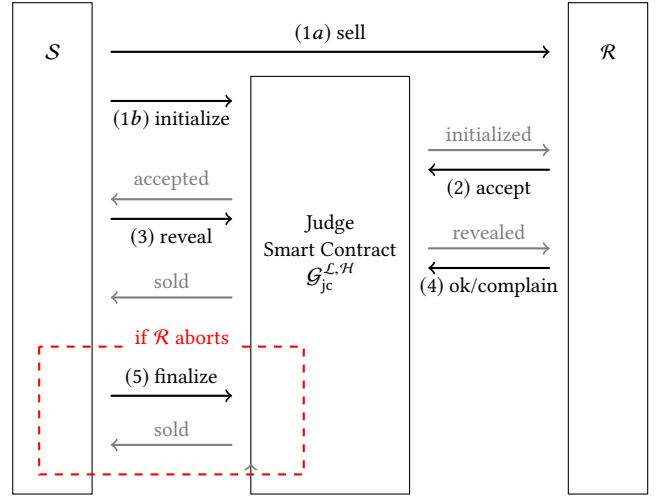 S
(1a) sell
R
(1b) initialize
initialized
accepted
(2) accept
(3) reveal
Judge
Smart Contract
G_jc^{L,H}
revealed
sold
(4) ok/complain
if R aborts
(5) finalize
sold